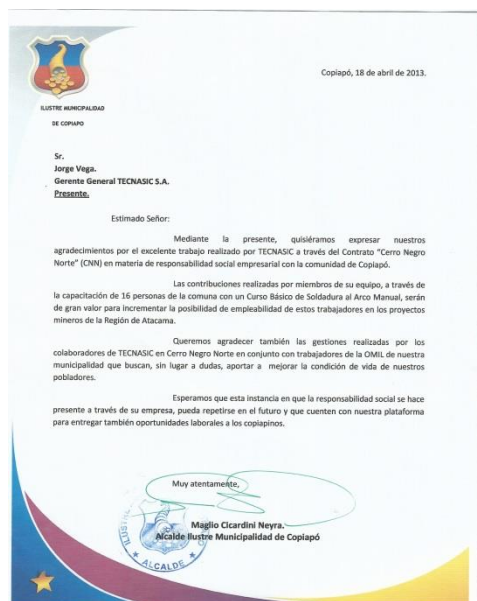 Copiapó, 18 de abril de 2013.
ILUSTRE MUNICIPALIDAD
DE COPIAPO
Sr.
Jorge Vega.
Gerente General TECNASIC S.A.
Presente.
Estimado Señor:
Mediante la presente, quisiéramos expresar nuestros
agradecimientos por el excelente trabajo realizado por TECNASIC a través del Contrato "Cerro Negro
Norte" (CNN) en materia de responsabilidad social empresarial con la comunidad de Copiapó.
Las contribuciones realizadas por miembros de su equipo, a través de
la capacitación de 16 personas de la comuna con un Curso Básico de Soldadura al Arco Manual, serán
de gran valor para incrementar la posibilidad de empleabilidad de estos trabajadores en los proyectos
mineros de la Región de Atacama.
Queremos agradecer también las gestiones realizadas por los
colaboradores de TECNASIC en Cerro Negro Norte en conjunto con trabajadores de la OMIL de nuestra
municipalidad que buscan, sin lugar a dudas, aportar a mejorar la condición de vida de nuestros
pobladores.
Esperamos que esta instancia en que la responsabilidad social se hace
presente a través de su empresa, pueda repetirse en el futuro y que cuenten con nuestra plataforma
para entregar también oportunidades laborales a los copiapinos.
Muy atentamente,
Maglio Cicardini Neyra.
Alcalde Ilustre Municipalidad de Copiapó
ALCALDE